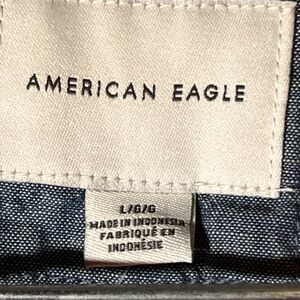 AMERICAN EAGLE
L/G/G
MADE IN INDONESIA
FABRIQUÉ EN
INDONÉSIE